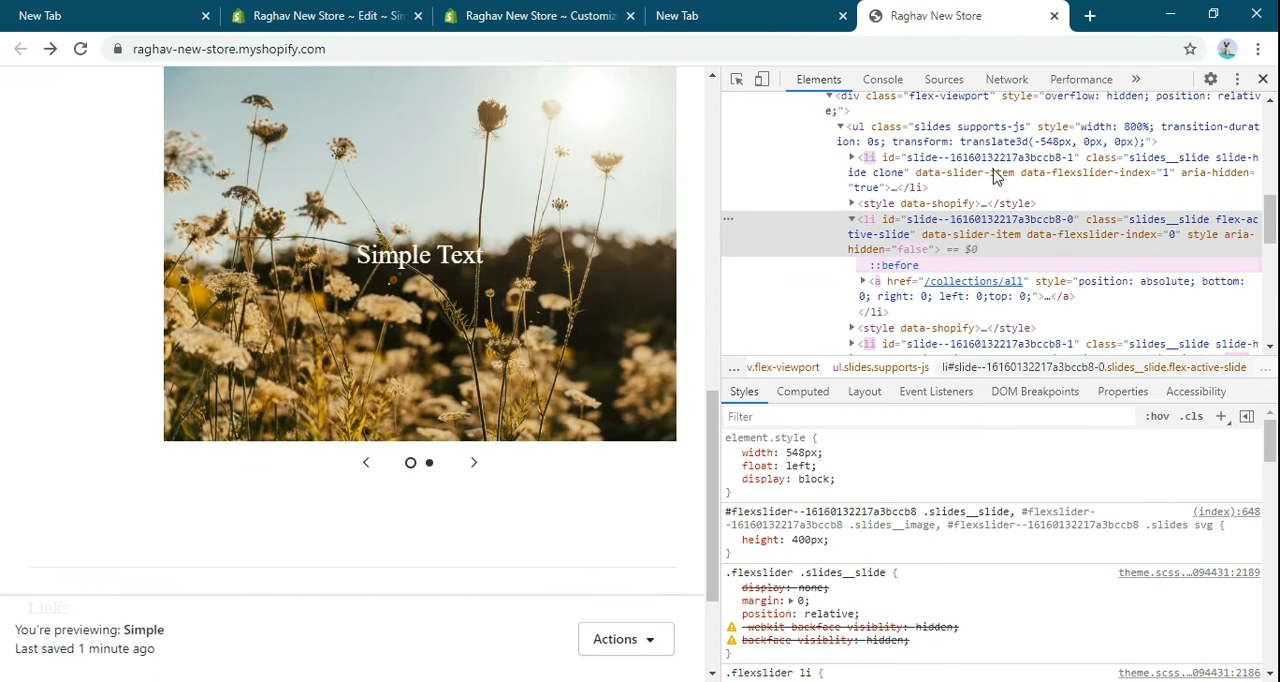 New Tab
Raghav New Store ~ Edit ~ Sin
Raghav New Store ~ Customiz
New Tab
Raghav New Store
raghav-new-store.myshopify.com
Elements
Console
Sources
Network
Performance
<div class="flex-viewport" style="overflow: hidden; position: relativ
e;">
<ul class="slides supports-js" style="width: 800%; transition-durat
ion: 0s; transform: translate3d(-548px, 0px, 0px);">
<li id="slide--16160132217a3bccb8-1" class="slides__slide slide-h
ide clone" data-slider-item data-flexslider-index="1" aria-hidden=
"true">…</li>
<style data-shopify>…</style>
<li id="slide--16160132217a3bccb8-0" class="slides__slide flex-ac
tive-slide" data-slider-item data-flexslider-index="0" style aria-
hidden="false"> == $0
::before
<a href="/collections/all" style="position: absolute; bottom:
0; right: 0; left: 0;top: 0;">…</a>
</li>
<style data-shopify>…</style>
<li id="slide--16160132217a3bccb8-1" class="slides__slide slide-h
… v.flex-viewport ul.slides.supports-js li#slide--16160132217a3bccb8-0.slides__slide.flex-active-slide …
Styles
Computed
Layout
Event Listeners
DOM Breakpoints
Properties
Accessibility
Filter
:hov .cls +
element.style {
width: 548px;
float: left;
display: block;
}
#flexslider--16160132217a3bccb8 .slides__slide, #flexslider- (index):648
-16160132217a3bccb8 .slides__image, #flexslider--16160132217a3bccb8 .slides svg {
height: 400px;
}
.flexslider .slides__slide { theme.scss.…094431:2189
display: none;
margin: 0;
position: relative;
-webkit-backface-visiblity: hidden;
backface-visiblity: hidden;
}
.flexslider li { theme.scss.…094431:2186
Simple Text
Links
You're previewing: Simple
Last saved 1 minute ago
Actions